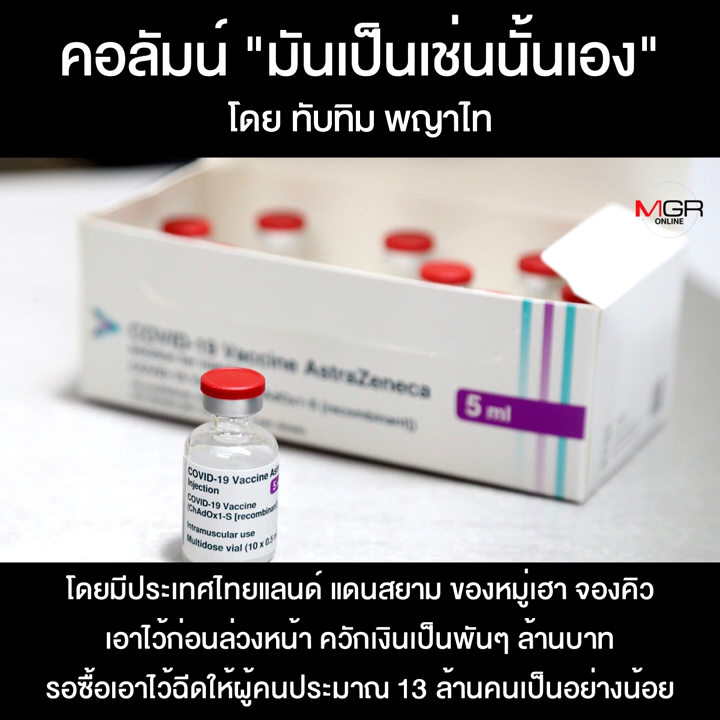 คอลัมน์ "มันเป็นเช่นนั้นเอง"
โดย ทับทิม พญาไท
MGR
ONLINE
COVID-19 Vaccine AstraZeneca
5 ml
COVID-19 Vaccine As
injection
COVID-19 Vaccine
(ChAdOx1-S [recombinant
Intramuscular use
Multidose vial (10 x 0.5 m
โดยมีประเทศไทยแลนด์ แดนสยาม ของหมู่เฮา จองคิว
เอาไว้ก่อนล่วงหน้า ควักเงินเป็นพันๆ ล้านบาท
รอซื้อเอาไว้ฉีดให้ผู้คนประมาณ 13 ล้านคนเป็นอย่างน้อย